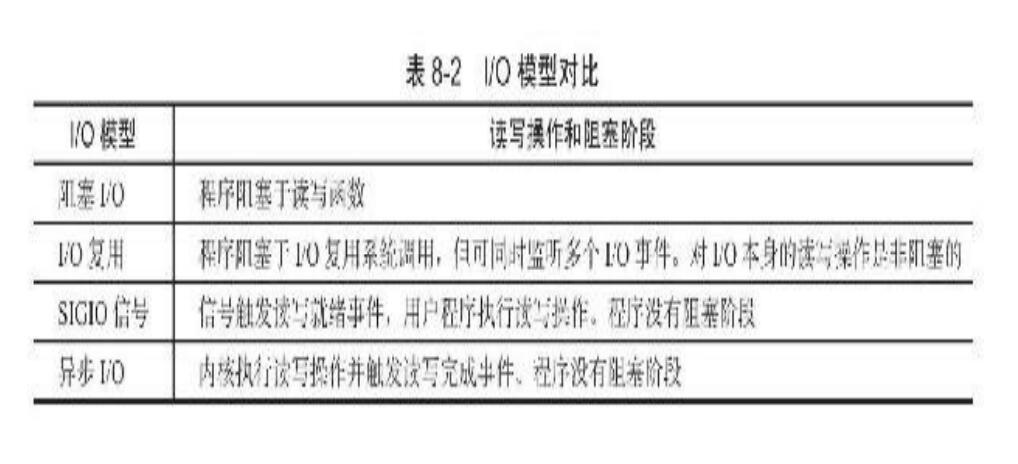 表 8-2 I/O 模型对比
I/O 模型 读写操作和阻塞阶段
阻塞 I/O 程序阻塞于读写函数
I/O 复用 程序阻塞于 I/O 复用系统调用，但可同时监听多个 I/O 事件。对 I/O 本身的读写操作是非阻塞的
SIGIO 信号 信号触发读写就绪事件，用户程序执行读写操作。程序没有阻塞阶段
异步 I/O 内核执行读写操作并触发读写完成事件。程序没有阻塞阶段